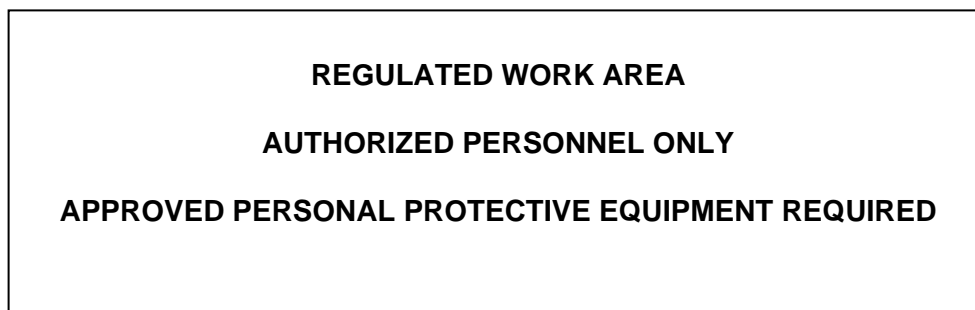 REGULATED WORK AREA
AUTHORIZED PERSONNEL ONLY
APPROVED PERSONAL PROTECTIVE EQUIPMENT REQUIRED